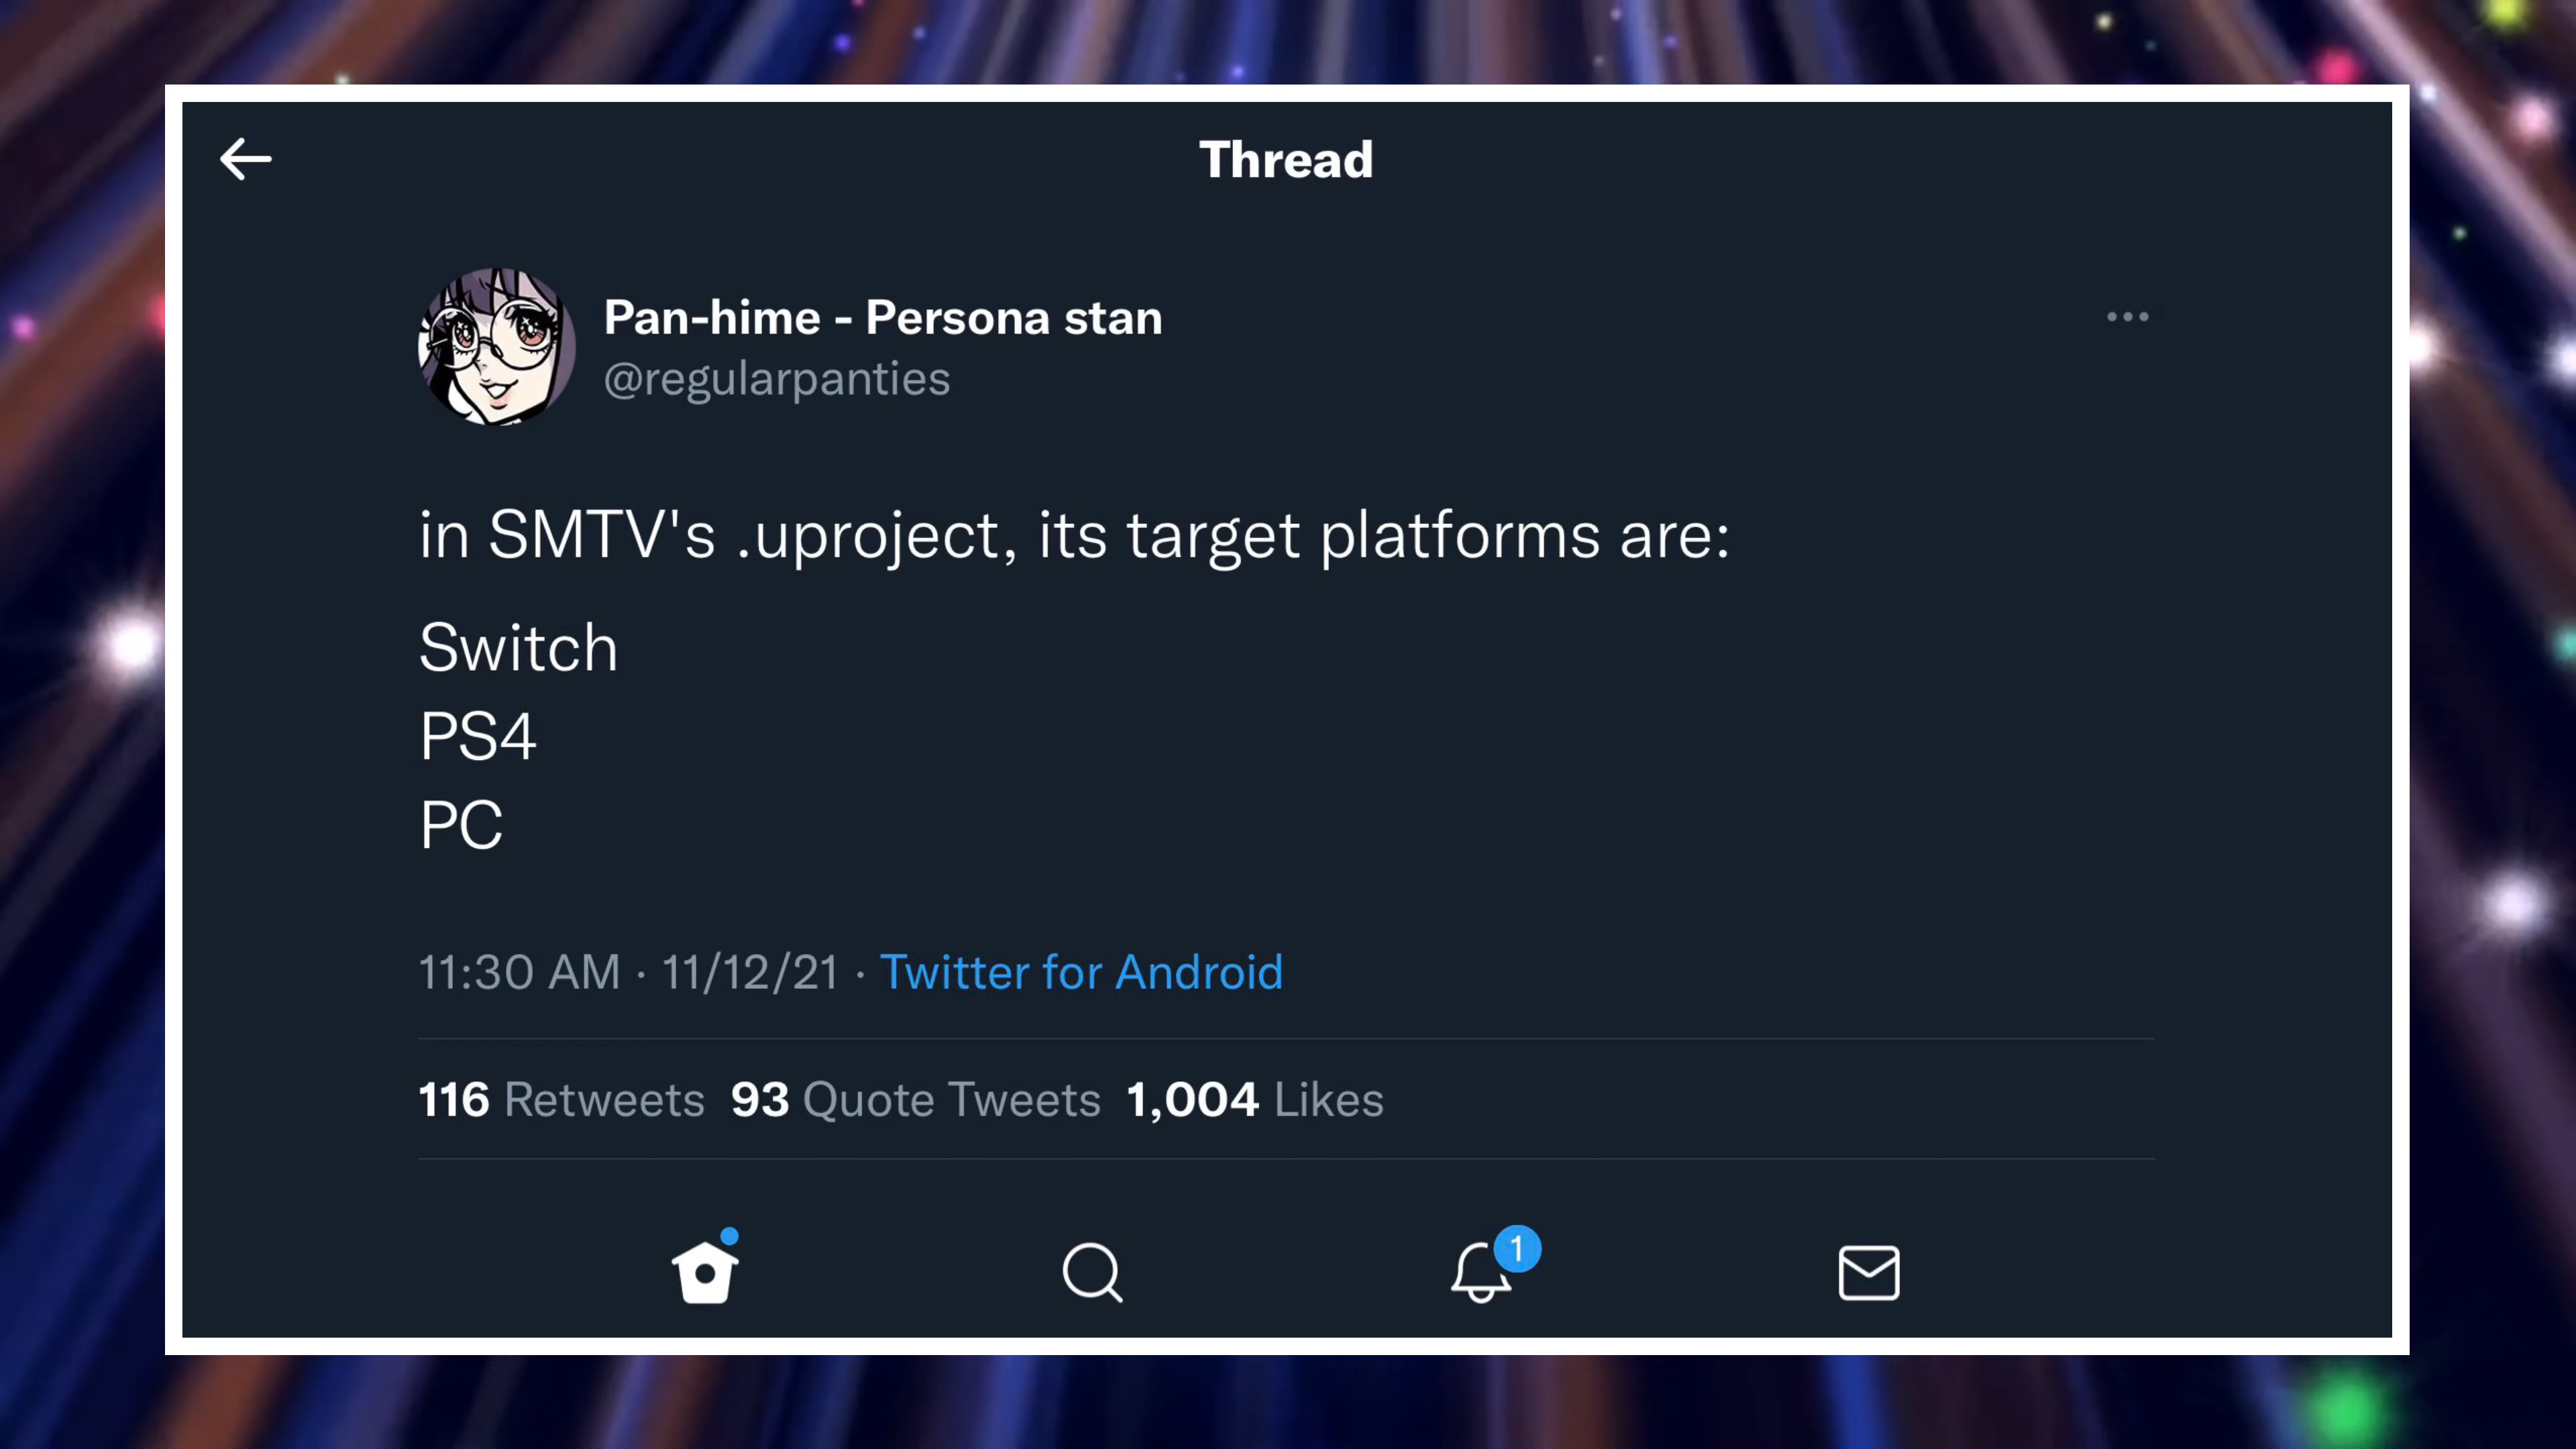 Thread
Pan-hime - Persona stan
@regularpanties
in SMTV's .uproject, its target platforms are:
Switch
PS4
PC
11:30 AM · 11/12/21 · Twitter for Android
116 Retweets 93 Quote Tweets 1,004 Likes
1